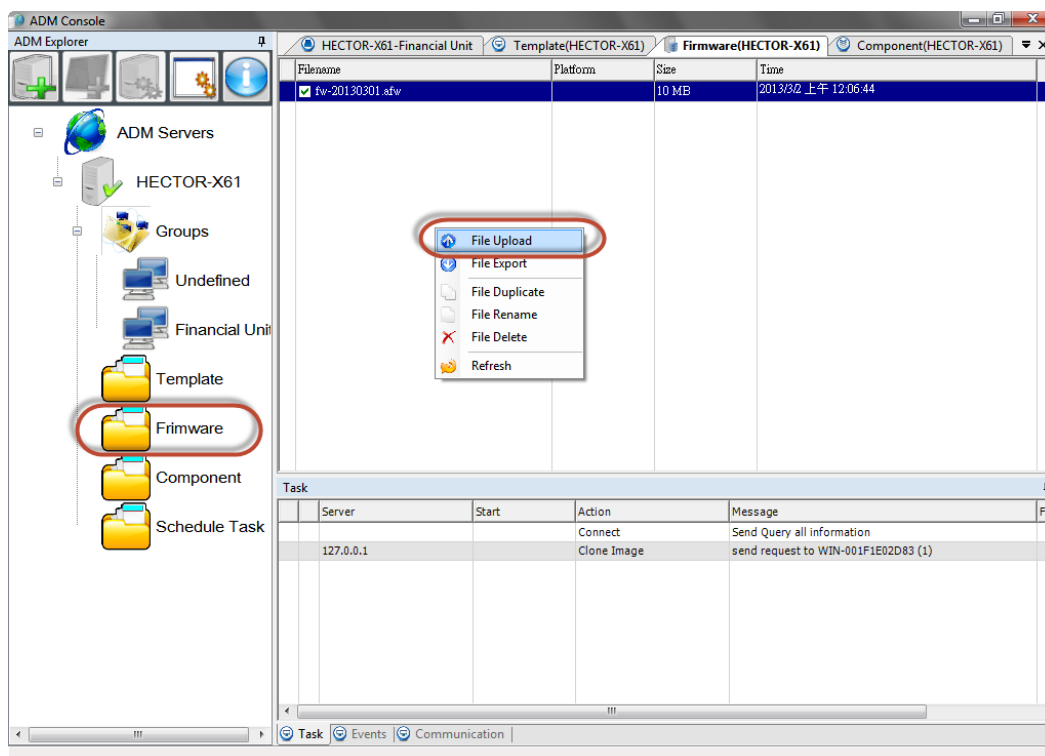 ADM Console
ADM Explorer
ADM Servers
HECTOR-X61
Groups
Undefined
Financial Unit
Template
Frimware
Component
Schedule Task
HECTOR-X61-Financial Unit Template(HECTOR-X61) Firmware(HECTOR-X61) Component(HECTOR-X61)
Filename Platform Size Time
fw-20130301.afw 10 MB 2013/3/2 上午 12:06:44
File Upload
File Export
File Duplicate
File Rename
File Delete
Refresh
Task
Server Start Action Message F
Connect Send Query all information
127.0.0.1 Clone Image send request to WIN-001F1E02D83 (1)
Task Events Communication